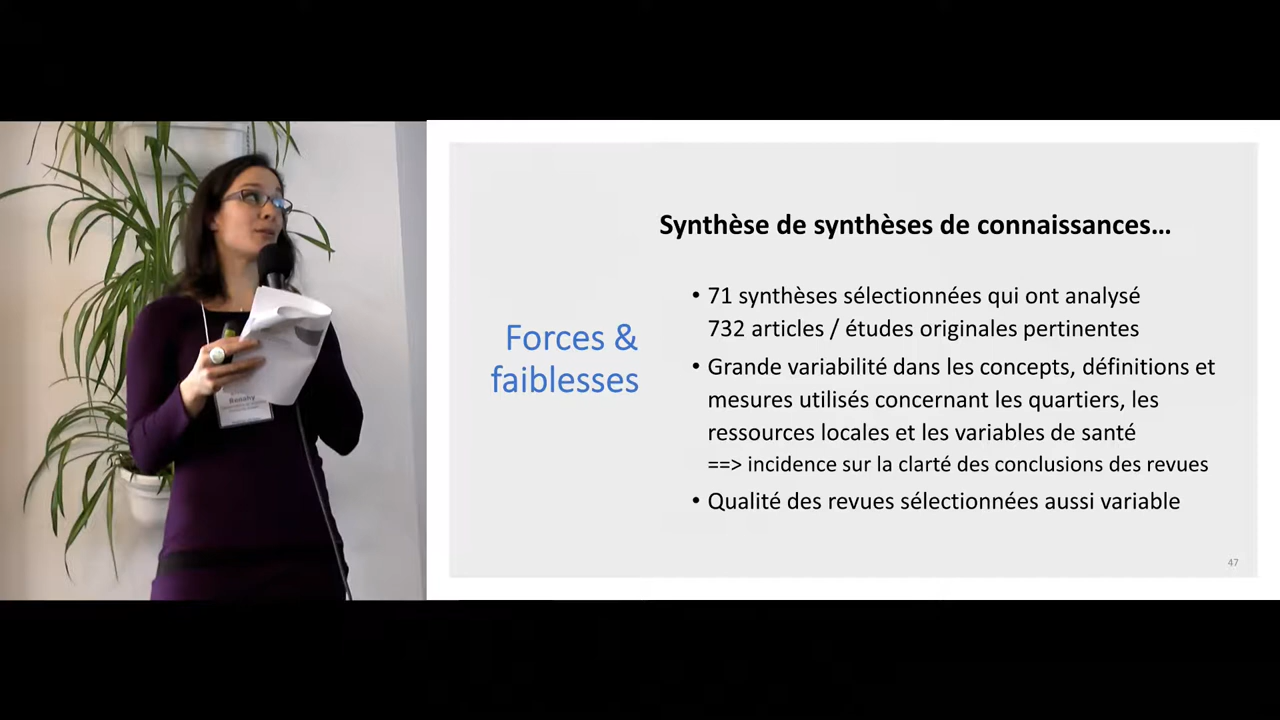 Synthèse de synthèses de connaissances...
Forces &
faiblesses
• 71 synthèses sélectionnées qui ont analysé
732 articles / études originales pertinentes
• Grande variabilité dans les concepts, définitions et
mesures utilisés concernant les quartiers, les
ressources locales et les variables de santé
==> incidence sur la clarté des conclusions des revues
• Qualité des revues sélectionnées aussi variable
47